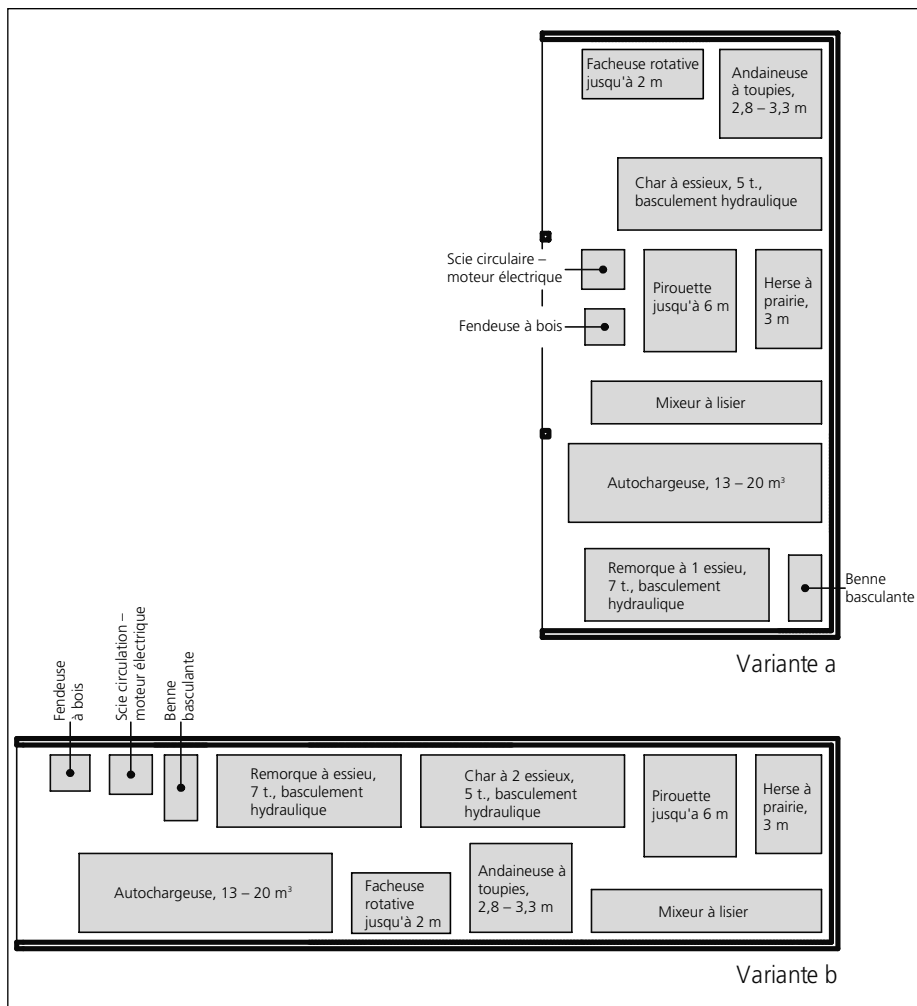 Facheuse rotative
jusqu'à 2 m
Andaineuse
à toupies,
2,8 – 3,3 m
Char à essieux, 5 t.,
basculement hydraulique
Scie circulaire –
moteur électrique
Pirouette
jusqu'à 6 m
Herse à
prairie,
3 m
Fendeuse à bois
Mixeur à lisier
Autochargeuse, 13 – 20 m³
Remorque à 1 essieu,
7 t., basculement
hydraulique
Benne
basculante
Variante a
Fendeuse
à bois
Scie circulation –
moteur électrique
Benne
basculante
Remorque à essieu,
7 t., basculement
hydraulique
Char à 2 essieux,
5 t., basculement
hydraulique
Pirouette
jusqu'a 6 m
Herse à
prairie,
3 m
Autochargeuse, 13 – 20 m³
Facheuse
rotative
jusqu'à 2 m
Andaineuse à
toupies,
2,8 – 3,3 m
Mixeur à lisier
Variante b